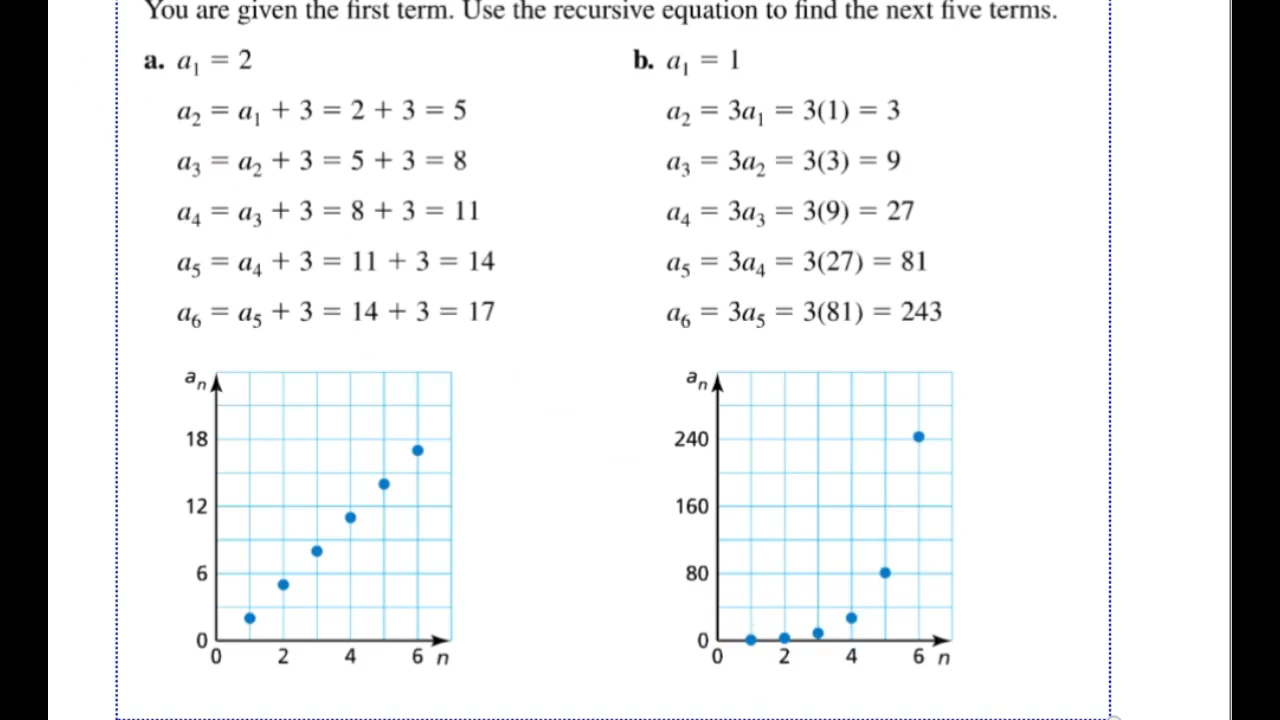 You are given the first term. Use the recursive equation to find the next five terms.
a. a₁ = 2
a₂ = a₁ + 3 = 2 + 3 = 5
a₃ = a₂ + 3 = 5 + 3 = 8
a₄ = a₃ + 3 = 8 + 3 = 11
a₅ = a₄ + 3 = 11 + 3 = 14
a₆ = a₅ + 3 = 14 + 3 = 17
b. a₁ = 1
a₂ = 3a₁ = 3(1) = 3
a₃ = 3a₂ = 3(3) = 9
a₄ = 3a₃ = 3(9) = 27
a₅ = 3a₄ = 3(27) = 81
a₆ = 3a₅ = 3(81) = 243
aₙ
18
12
6
0
0 2 4 6 n
aₙ
240
160
80
0
0 2 4 6 n